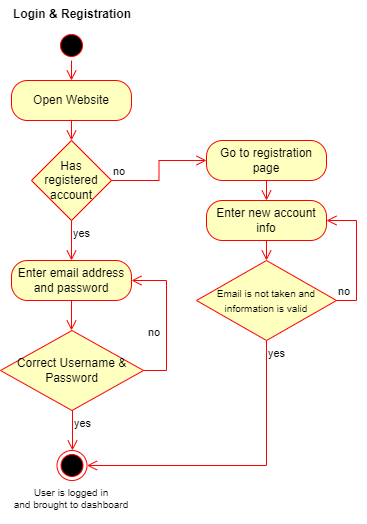 Login & Registration
Open Website
Has
registered
account
no
Go to registration
page
Enter new account
info
yes
Enter email address
and password
Email is not taken and
information is valid
no
no
Correct Username &
Password
yes
yes
User is logged in
and brought to dashboard